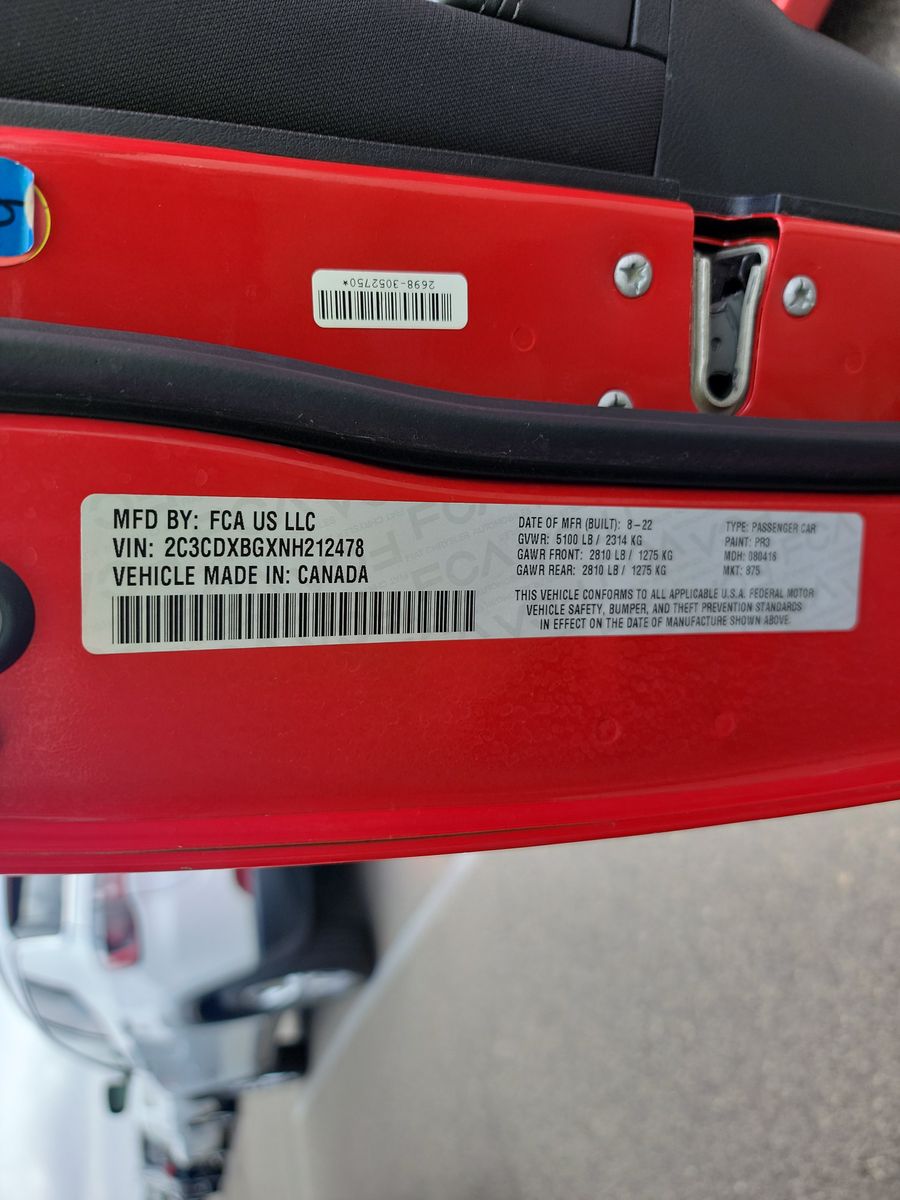 2698-3052750*
MFD BY: FCA US LLC
VIN: 2C3CDXBGXNH212478
VEHICLE MADE IN: CANADA
DATE OF MFR (BUILT): 8-22
GVWR: 5100 LB / 2314 KG
GAWR FRONT: 2810 LB / 1275 KG
GAWR REAR: 2810 LB / 1275 KG
TYPE: PASSENGER CAR
PAINT: PR3
MDH: 080416
MKT: 975
THIS VEHICLE CONFORMS TO ALL APPLICABLE U.S.A. FEDERAL MOTOR
VEHICLE SAFETY, BUMPER, AND THEFT PREVENTION STANDARDS
IN EFFECT ON THE DATE OF MANUFACTURE SHOWN ABOVE.